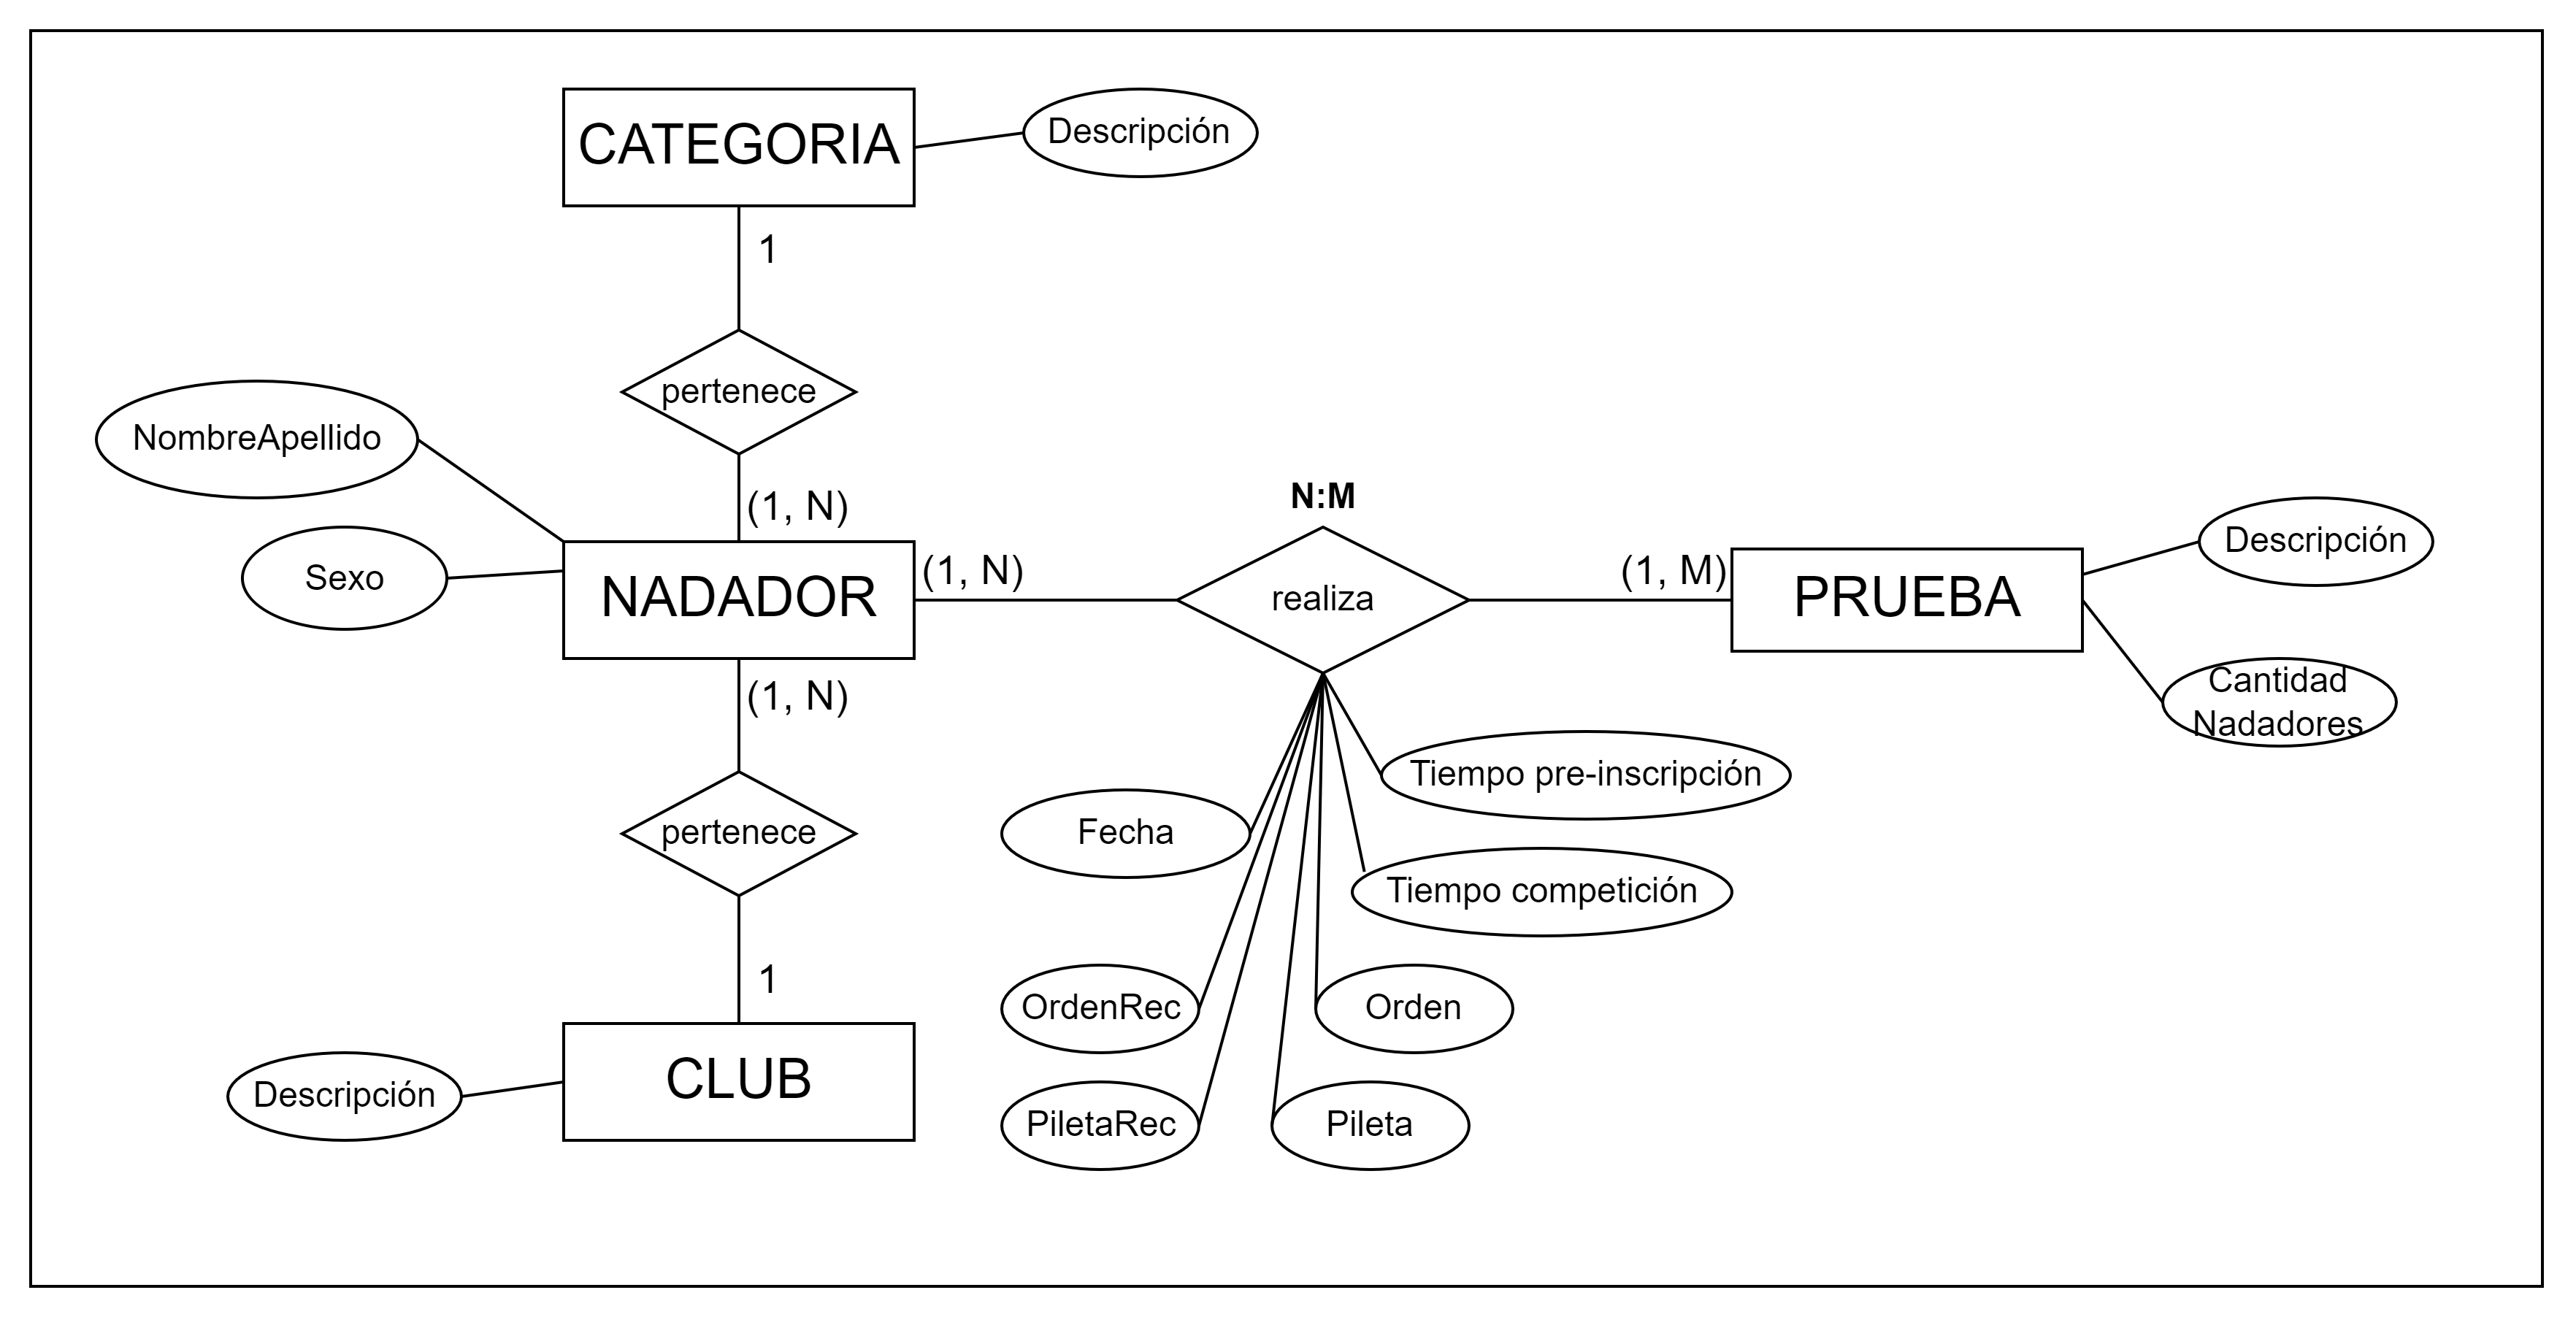 CATEGORIA
Descripción
1
pertenece
NombreApellido
(1, N)
N:M
Sexo
NADADOR
(1, N)
realiza
(1, M)
PRUEBA
Descripción
Cantidad
Nadadores
(1, N)
Tiempo pre-inscripción
pertenece
Fecha
Tiempo competición
1
OrdenRec
Orden
CLUB
Descripción
PiletaRec
Pileta